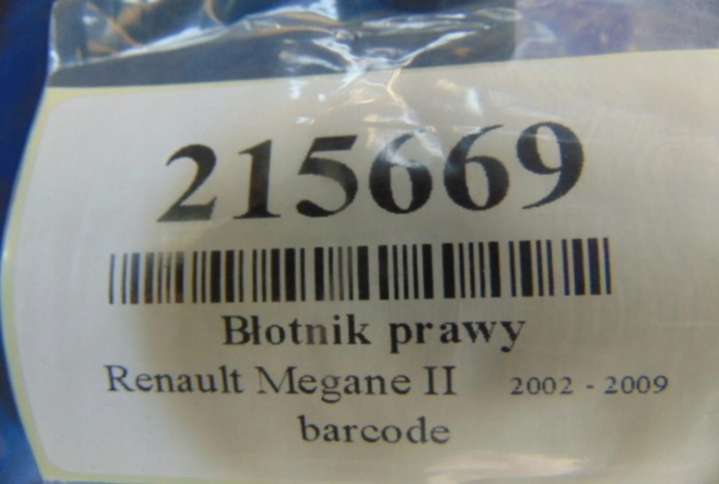 215669
Błotnik prawy
Renault Megane II 2002 - 2009
barcode